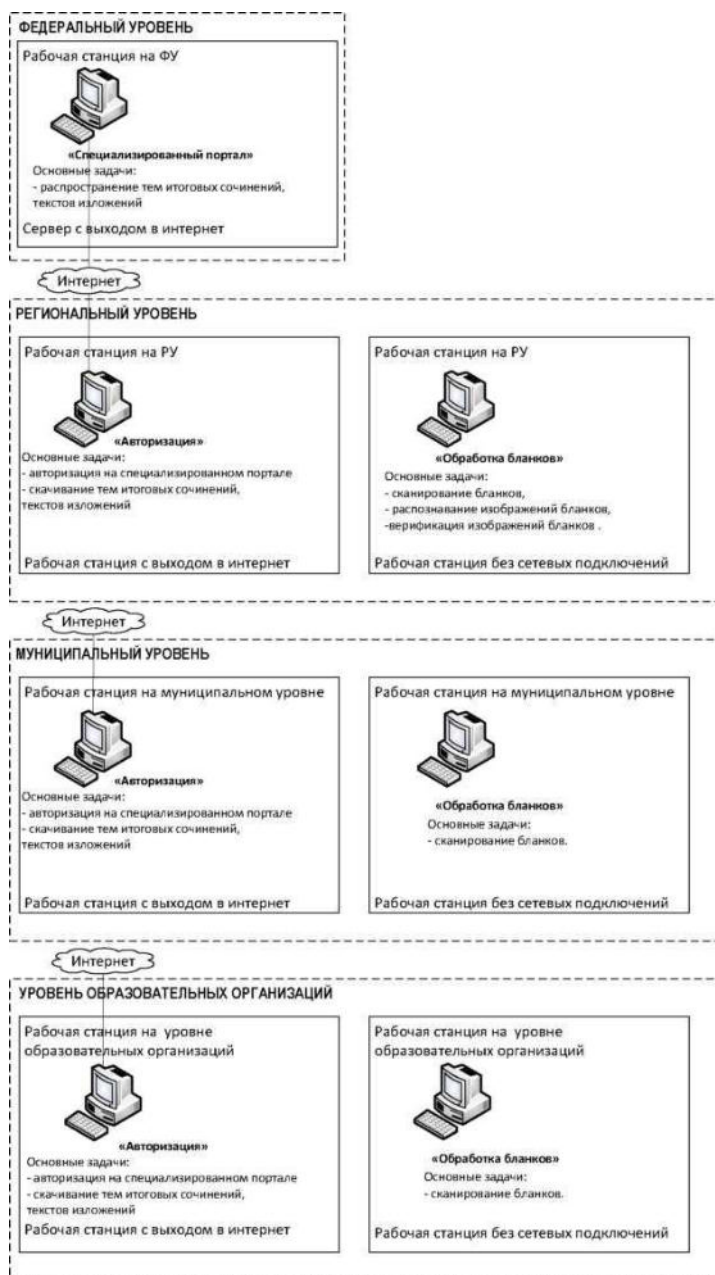 ФЕДЕРАЛЬНЫЙ УРОВЕНЬ
Рабочая станция на ФУ
«Специализированный портал»
Основные задачи:
- распространение тем итоговых сочинений,
текстов изложений
Сервер с выходом в интернет
Интернет
РЕГИОНАЛЬНЫЙ УРОВЕНЬ
Рабочая станция на РУ
«Авторизация»
Основные задачи:
- авторизация на специализированном портале
- скачивание тем итоговых сочинений,
текстов изложений
Рабочая станция с выходом в интернет
Рабочая станция на РУ
«Обработка бланков»
Основные задачи:
- сканирование бланков,
- распознавание изображений бланков,
-верификация изображений бланков .
Рабочая станция без сетевых подключений
Интернет
МУНИЦИПАЛЬНЫЙ УРОВЕНЬ
Рабочая станция на муниципальном уровне
«Авторизация»
Основные задачи:
- авторизация на специализированном портале
- скачивание тем итоговых сочинений,
текстов изложений
Рабочая станция с выходом в интернет
Рабочая станция на муниципальном уровне
«Обработка бланков»
Основные задачи:
- сканирование бланков.
Рабочая станция без сетевых подключений
Интернет
УРОВЕНЬ ОБРАЗОВАТЕЛЬНЫХ ОРГАНИЗАЦИЙ
Рабочая станция на уровне
образовательных организаций
«Авторизация»
Основные задачи:
- авторизация на специализированном портале
- скачивание тем итоговых сочинений,
текстов изложений
Рабочая станция с выходом в интернет
Рабочая станция на уровне
образовательных организаций
«Обработка бланков»
Основные задачи:
- сканирование бланков.
Рабочая станция без сетевых подключений